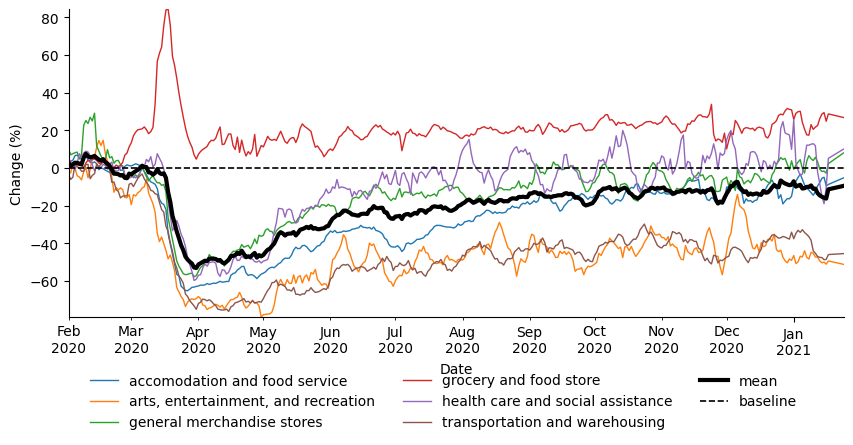 80
60
40
20
0
−20
−40
−60
Change (%)
Feb Mar Apr May Jun Jul Aug Sep Oct Nov Dec Jan
2020 2020 2020 2020 2020 2020 2020 2020 2020 2020 2020 2021
Date
accomodation and food service
arts, entertainment, and recreation
general merchandise stores
grocery and food store
health care and social assistance
transportation and warehousing
mean
baseline